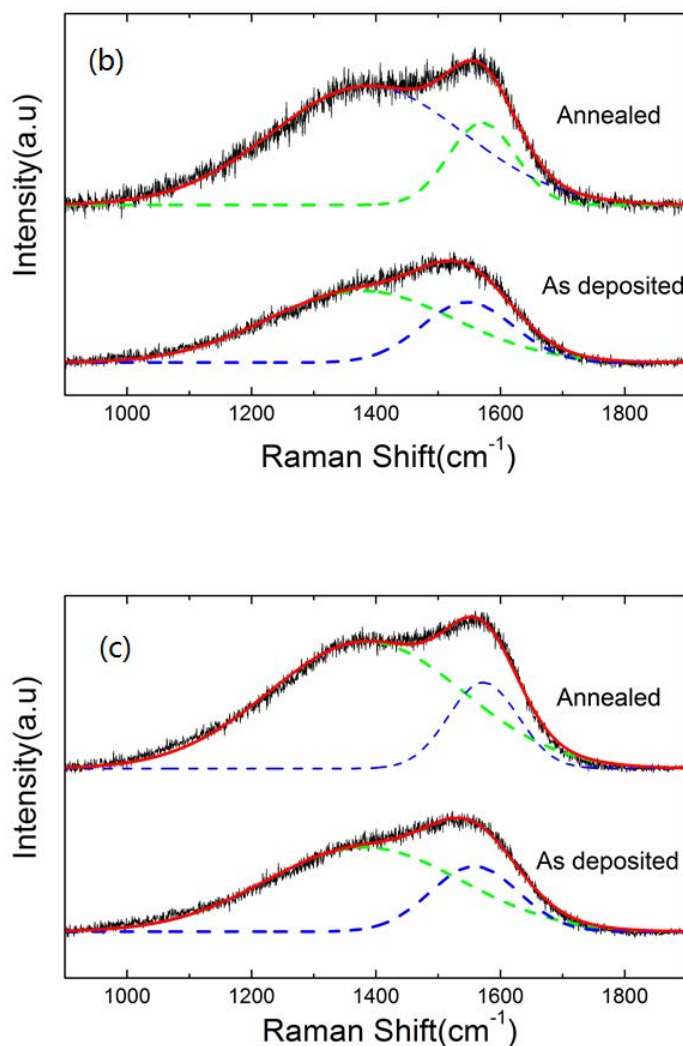 (b)
Annealed
As deposited
Intensity(a.u)
1000 1200 1400 1600 1800
Raman Shift(cm⁻¹)
(c)
Annealed
As deposited
Intensity(a.u)
1000 1200 1400 1600 1800
Raman Shift(cm⁻¹)